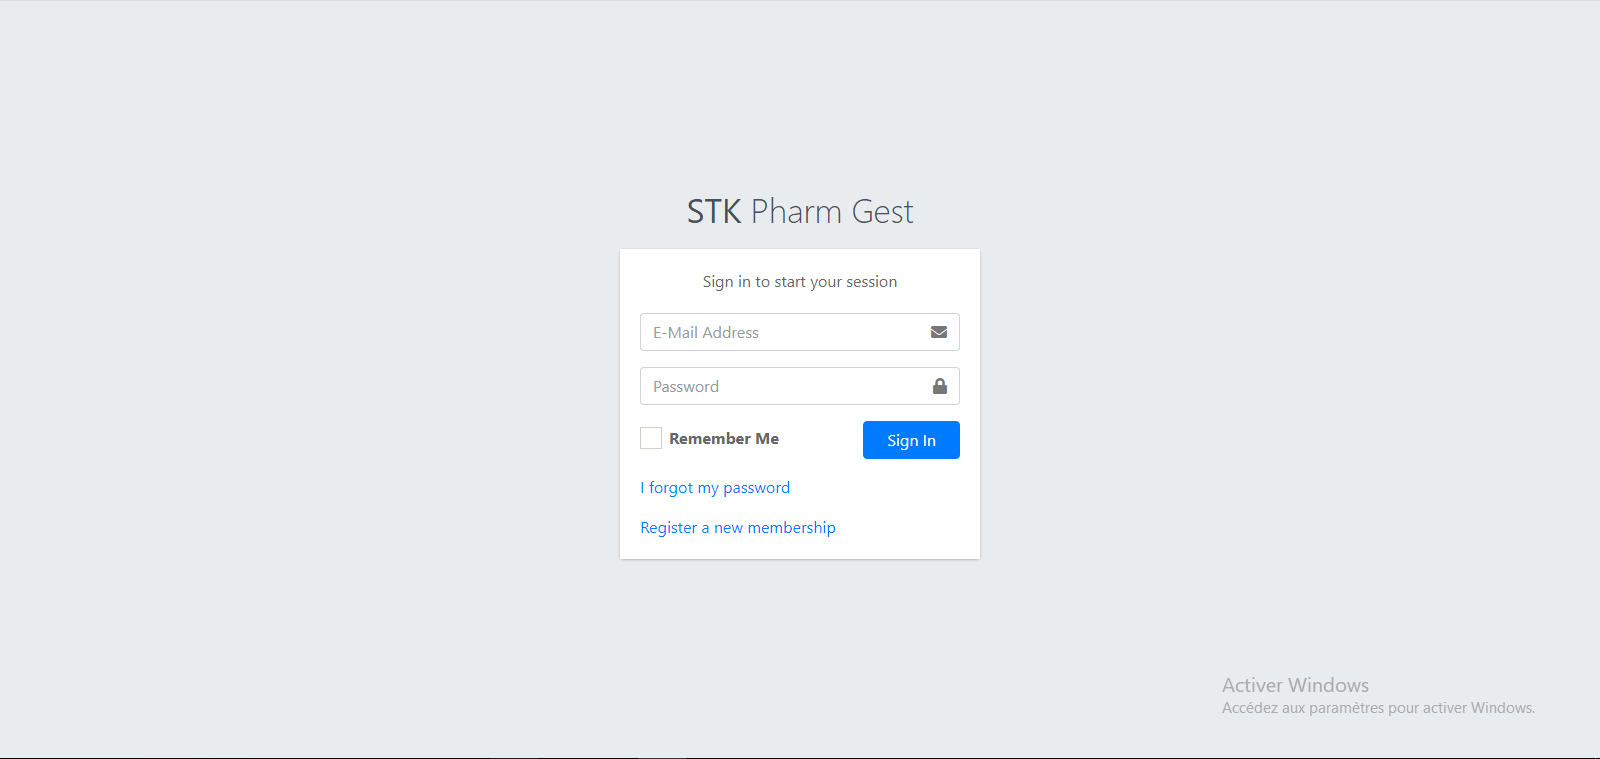 STK Pharm Gest
Sign in to start your session
E-Mail Address
Password
Remember Me
Sign In
I forgot my password
Register a new membership
Activer Windows
Accédez aux paramètres pour activer Windows.